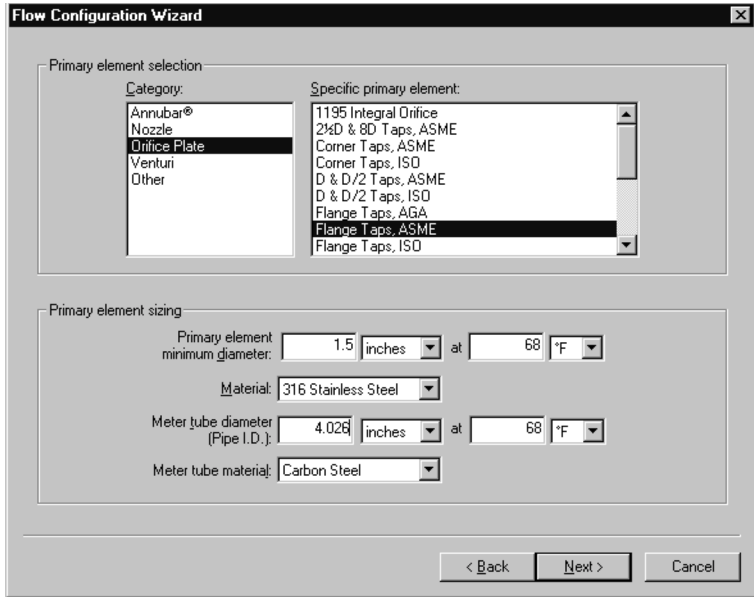 Flow Configuration Wizard
Primary element selection
Category:
Annubar®
Nozzle
Orifice Plate
Venturi
Other
Specific primary element:
1195 Integral Orifice
2½D & 8D Taps, ASME
Corner Taps, ASME
Corner Taps, ISO
D & D/2 Taps, ASME
D & D/2 Taps, ISO
Flange Taps, AGA
Flange Taps, ASME
Flange Taps, ISO
Primary element sizing
Primary element
minimum diameter: 1.5 inches at 68 °F
Material: 316 Stainless Steel
Meter tube diameter
(Pipe I.D.): 4.026 inches at 68 °F
Meter tube material: Carbon Steel
< Back Next > Cancel